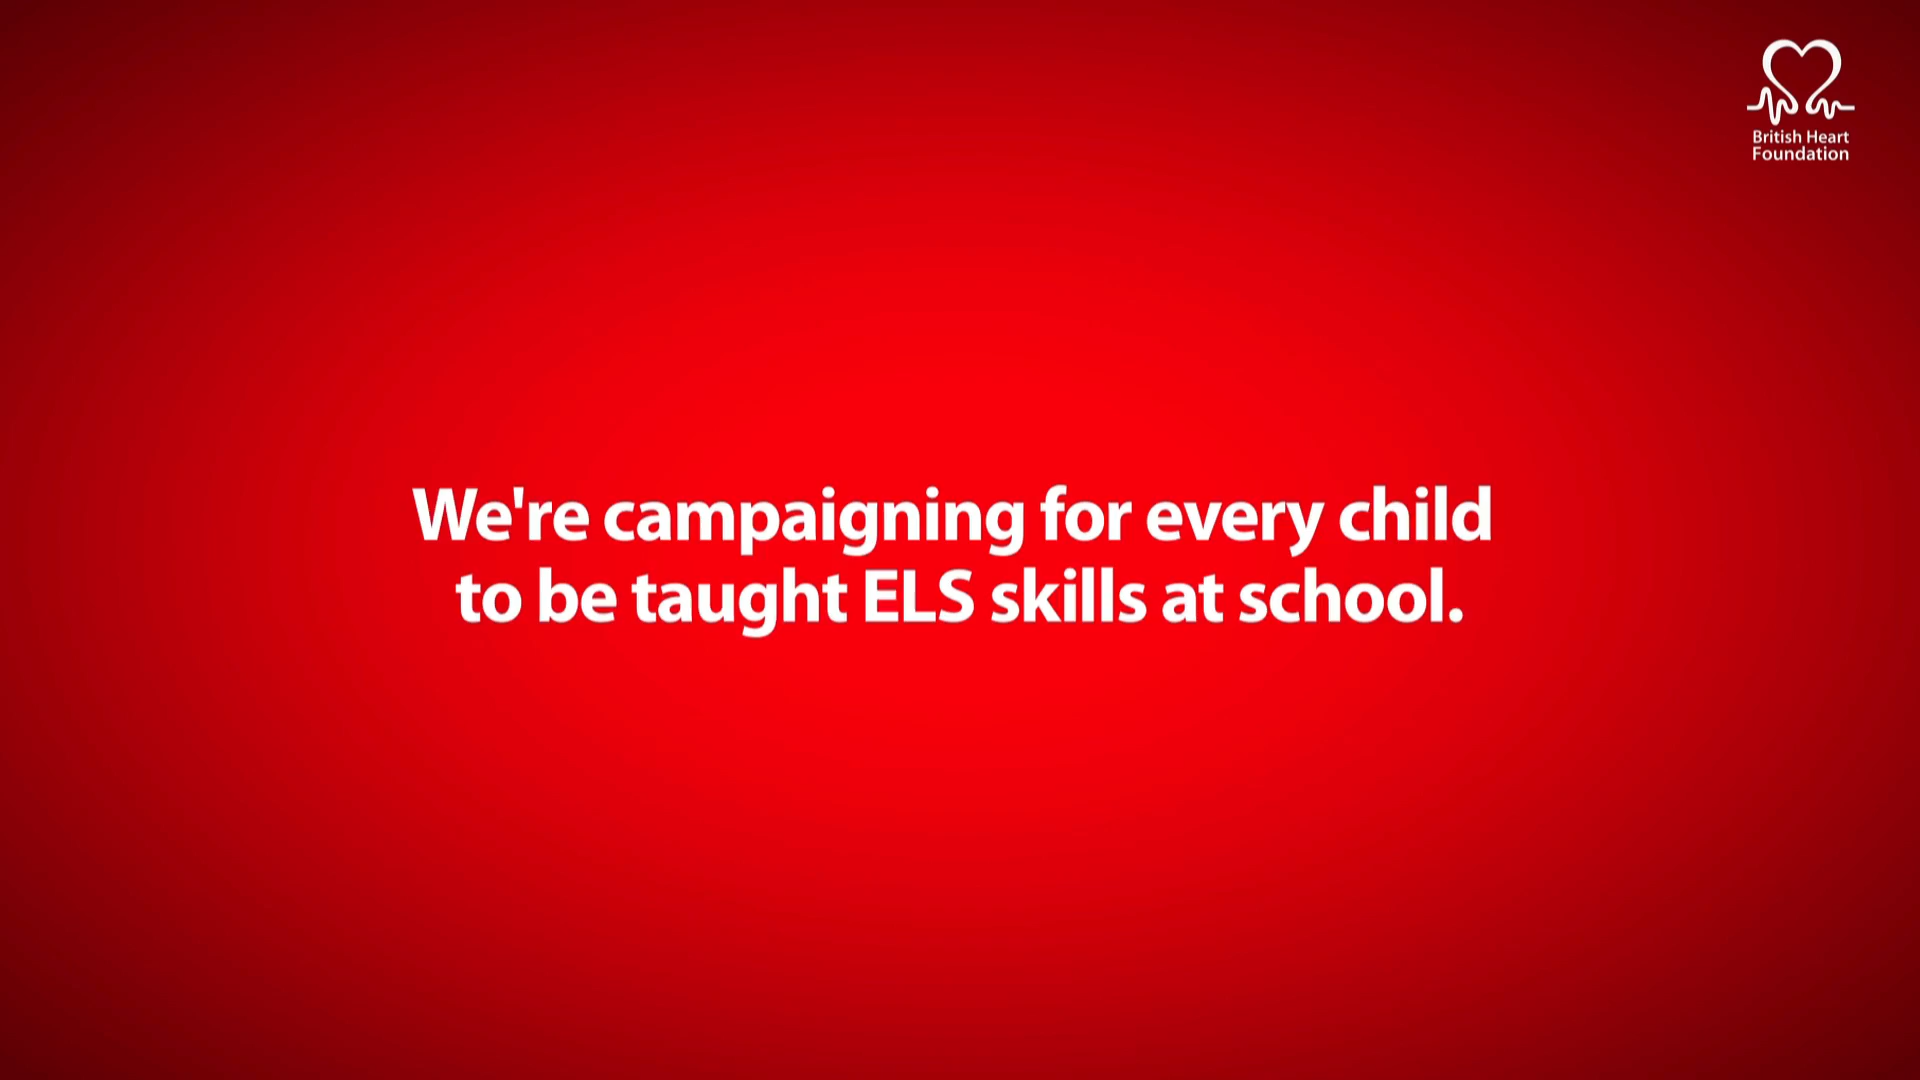 British Heart
Foundation
We're campaigning for every child
to be taught ELS skills at school.